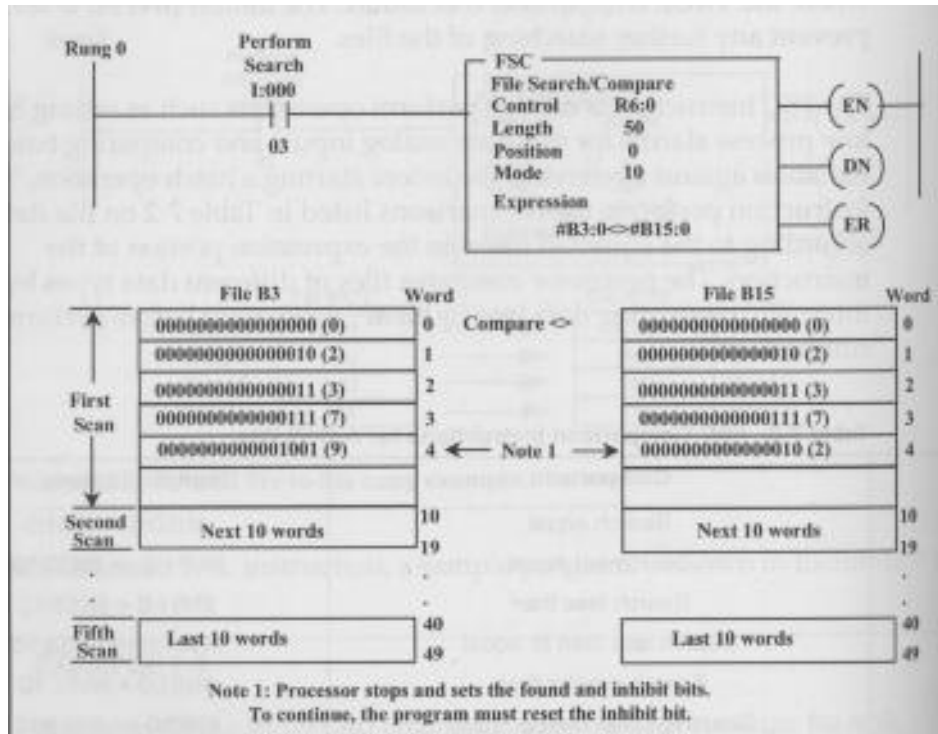 Rung 0
Perform
Search
I:000
03
FSC
File Search/Compare
Control R6:0
Length 50
Position 0
Mode 10
Expression
#B3:0<>#B15:0
EN
DN
ER
File B3
Word
File B15
Word
Compare <>
First
Scan
0000000000000000 (0)
0
0000000000000010 (2)
1
0000000000000011 (3)
2
0000000000000111 (7)
3
0000000000001001 (9)
4
Note 1
0000000000000000 (0)
0
0000000000000010 (2)
1
0000000000000011 (3)
2
0000000000000111 (7)
3
0000000000000010 (2)
4
Second
Scan
Next 10 words
10
19
Next 10 words
10
19
Fifth
Scan
Last 10 words
40
49
Last 10 words
40
49
Note 1: Processor stops and sets the found and inhibit bits.
To continue, the program must reset the inhibit bit.